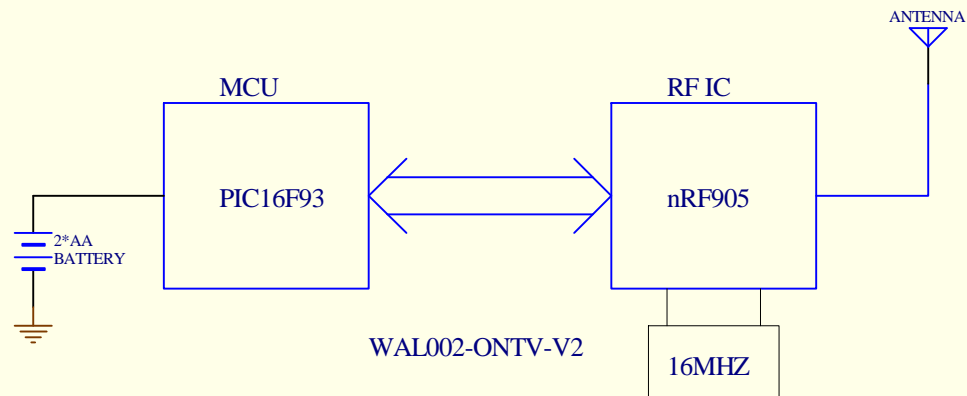 ANTENNA
MCU
RF IC
PIC16F93
nRF905
2*AA
BATTERY
WAL002-ONTV-V2
16MHZ